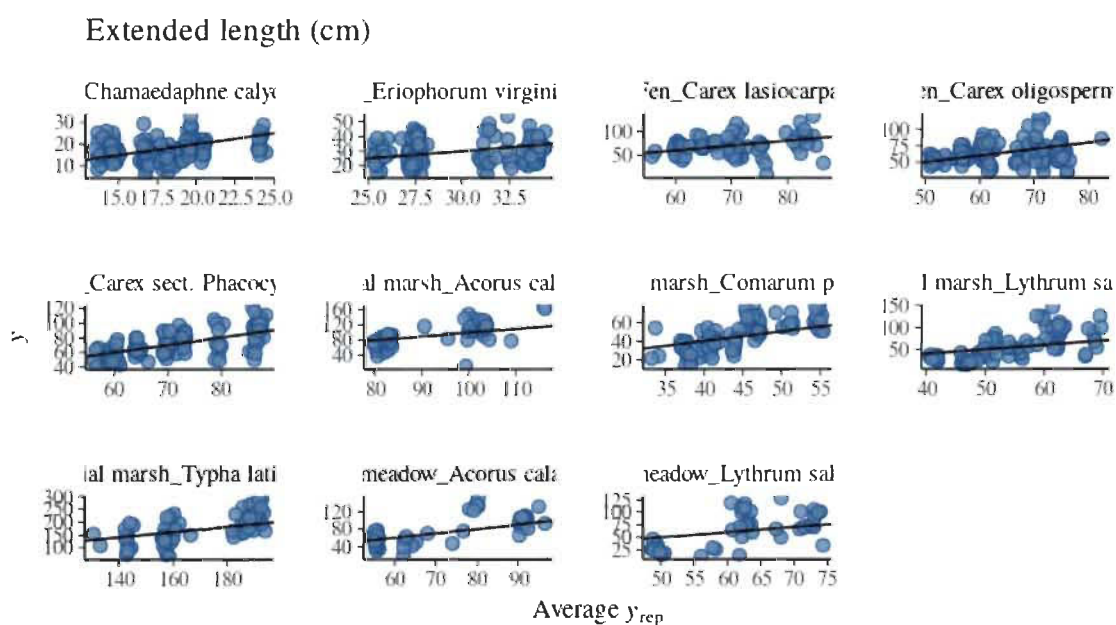 Extended length (cm)
Chamaedaphne calyc
_Eriophorum virgini
Fen_Carex lasiocarpa
en_Carex oligosperm
30
20
10
15.0 17.5 20.0 22.5 25.0
50
40
30
20
25.0 27.5 30.0 32.5
100
50
60 70 80
100
75
50
50 60 70 80
_Carex sect. Phacocy
al marsh_Acorus cal
marsh_Comarum p
l marsh_Lythrum sa
y
120
100
80
60
40
60 70 80
160
120
80
40
80 90 100 110
60
40
20
35 40 45 50 55
150
100
50
40 50 60 70
ial marsh_Typha lati
meadow_Acorus cala
neadow_Lythrum sal
300
250
200
150
100
140 160 180
120
80
40
60 70 80 90
125
100
75
50
25
50 55 60 65 70 75
Average yrep